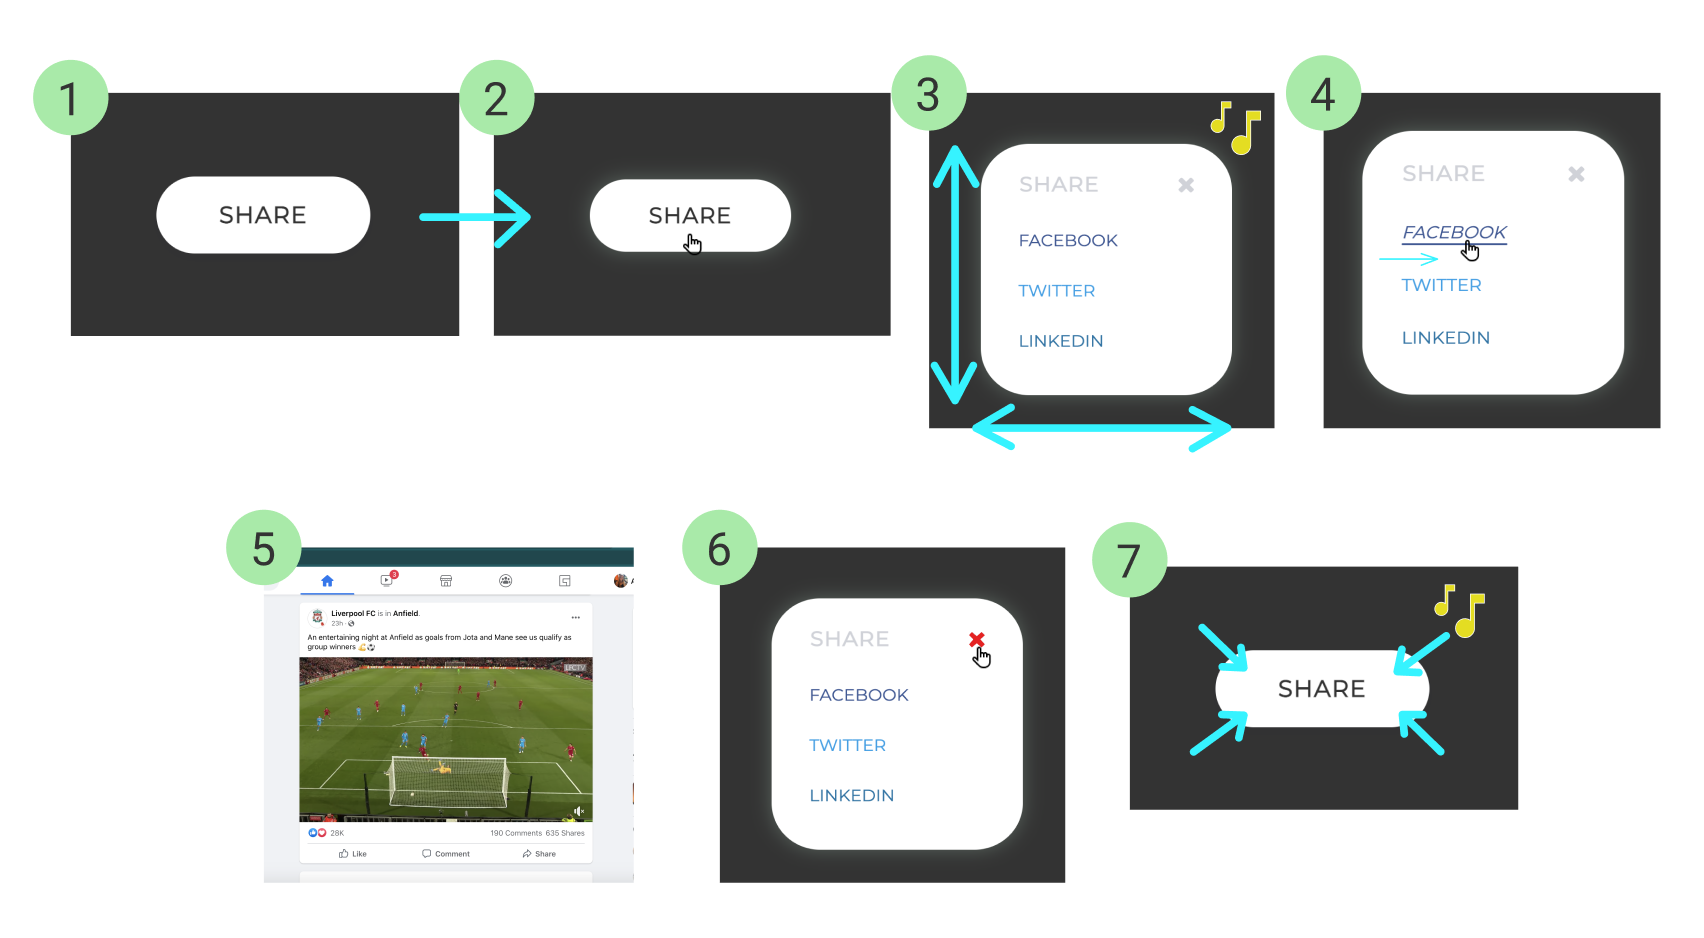 1
SHARE
2
SHARE
3
SHARE
FACEBOOK
TWITTER
LINKEDIN
4
SHARE
FACEBOOK
TWITTER
LINKEDIN
5
3
Liverpool FC is in Anfield.
23h
An entertaining night at Anfield as goals from Jota and Mane see us qualify as
group winners 💪⚽
LFCTV
28K
190 Comments 635 Shares
Like Comment Share
6
SHARE
FACEBOOK
TWITTER
LINKEDIN
7
SHARE